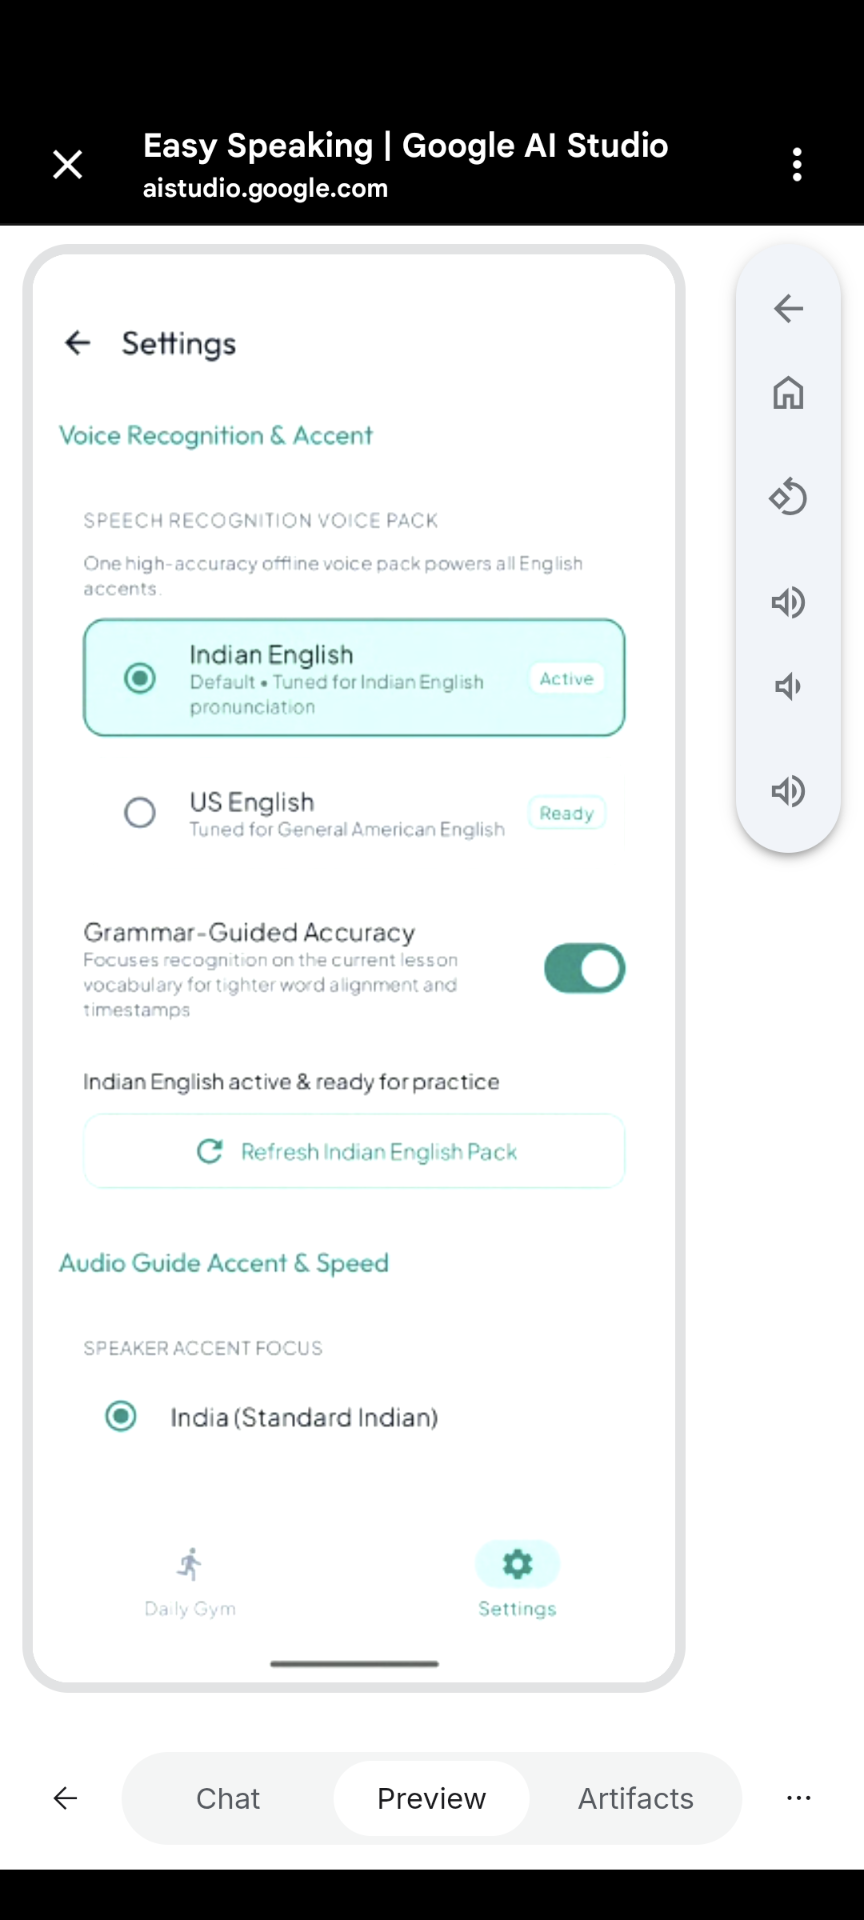 Easy Speaking | Google AI Studio
aistudio.google.com
Settings
Voice Recognition & Accent
SPEECH RECOGNITION VOICE PACK
One high-accuracy offline voice pack powers all English
accents.
Indian English
Default • Tuned for Indian English
pronunciation
Active
US English
Tuned for General American English
Ready
Grammar-Guided Accuracy
Focuses recognition on the current lesson
vocabulary for tighter word alignment and
timestamps
Indian English active & ready for practice
Refresh Indian English Pack
Audio Guide Accent & Speed
SPEAKER ACCENT FOCUS
India (Standard Indian)
Daily Gym
Settings
Chat
Preview
Artifacts